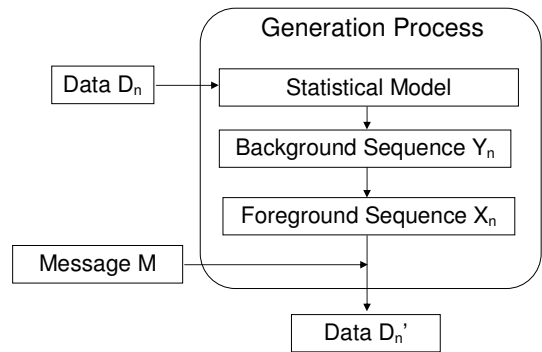 Generation Process
Data Dn
Statistical Model
Background Sequence Yn
Foreground Sequence Xn
Message M
Data Dn'